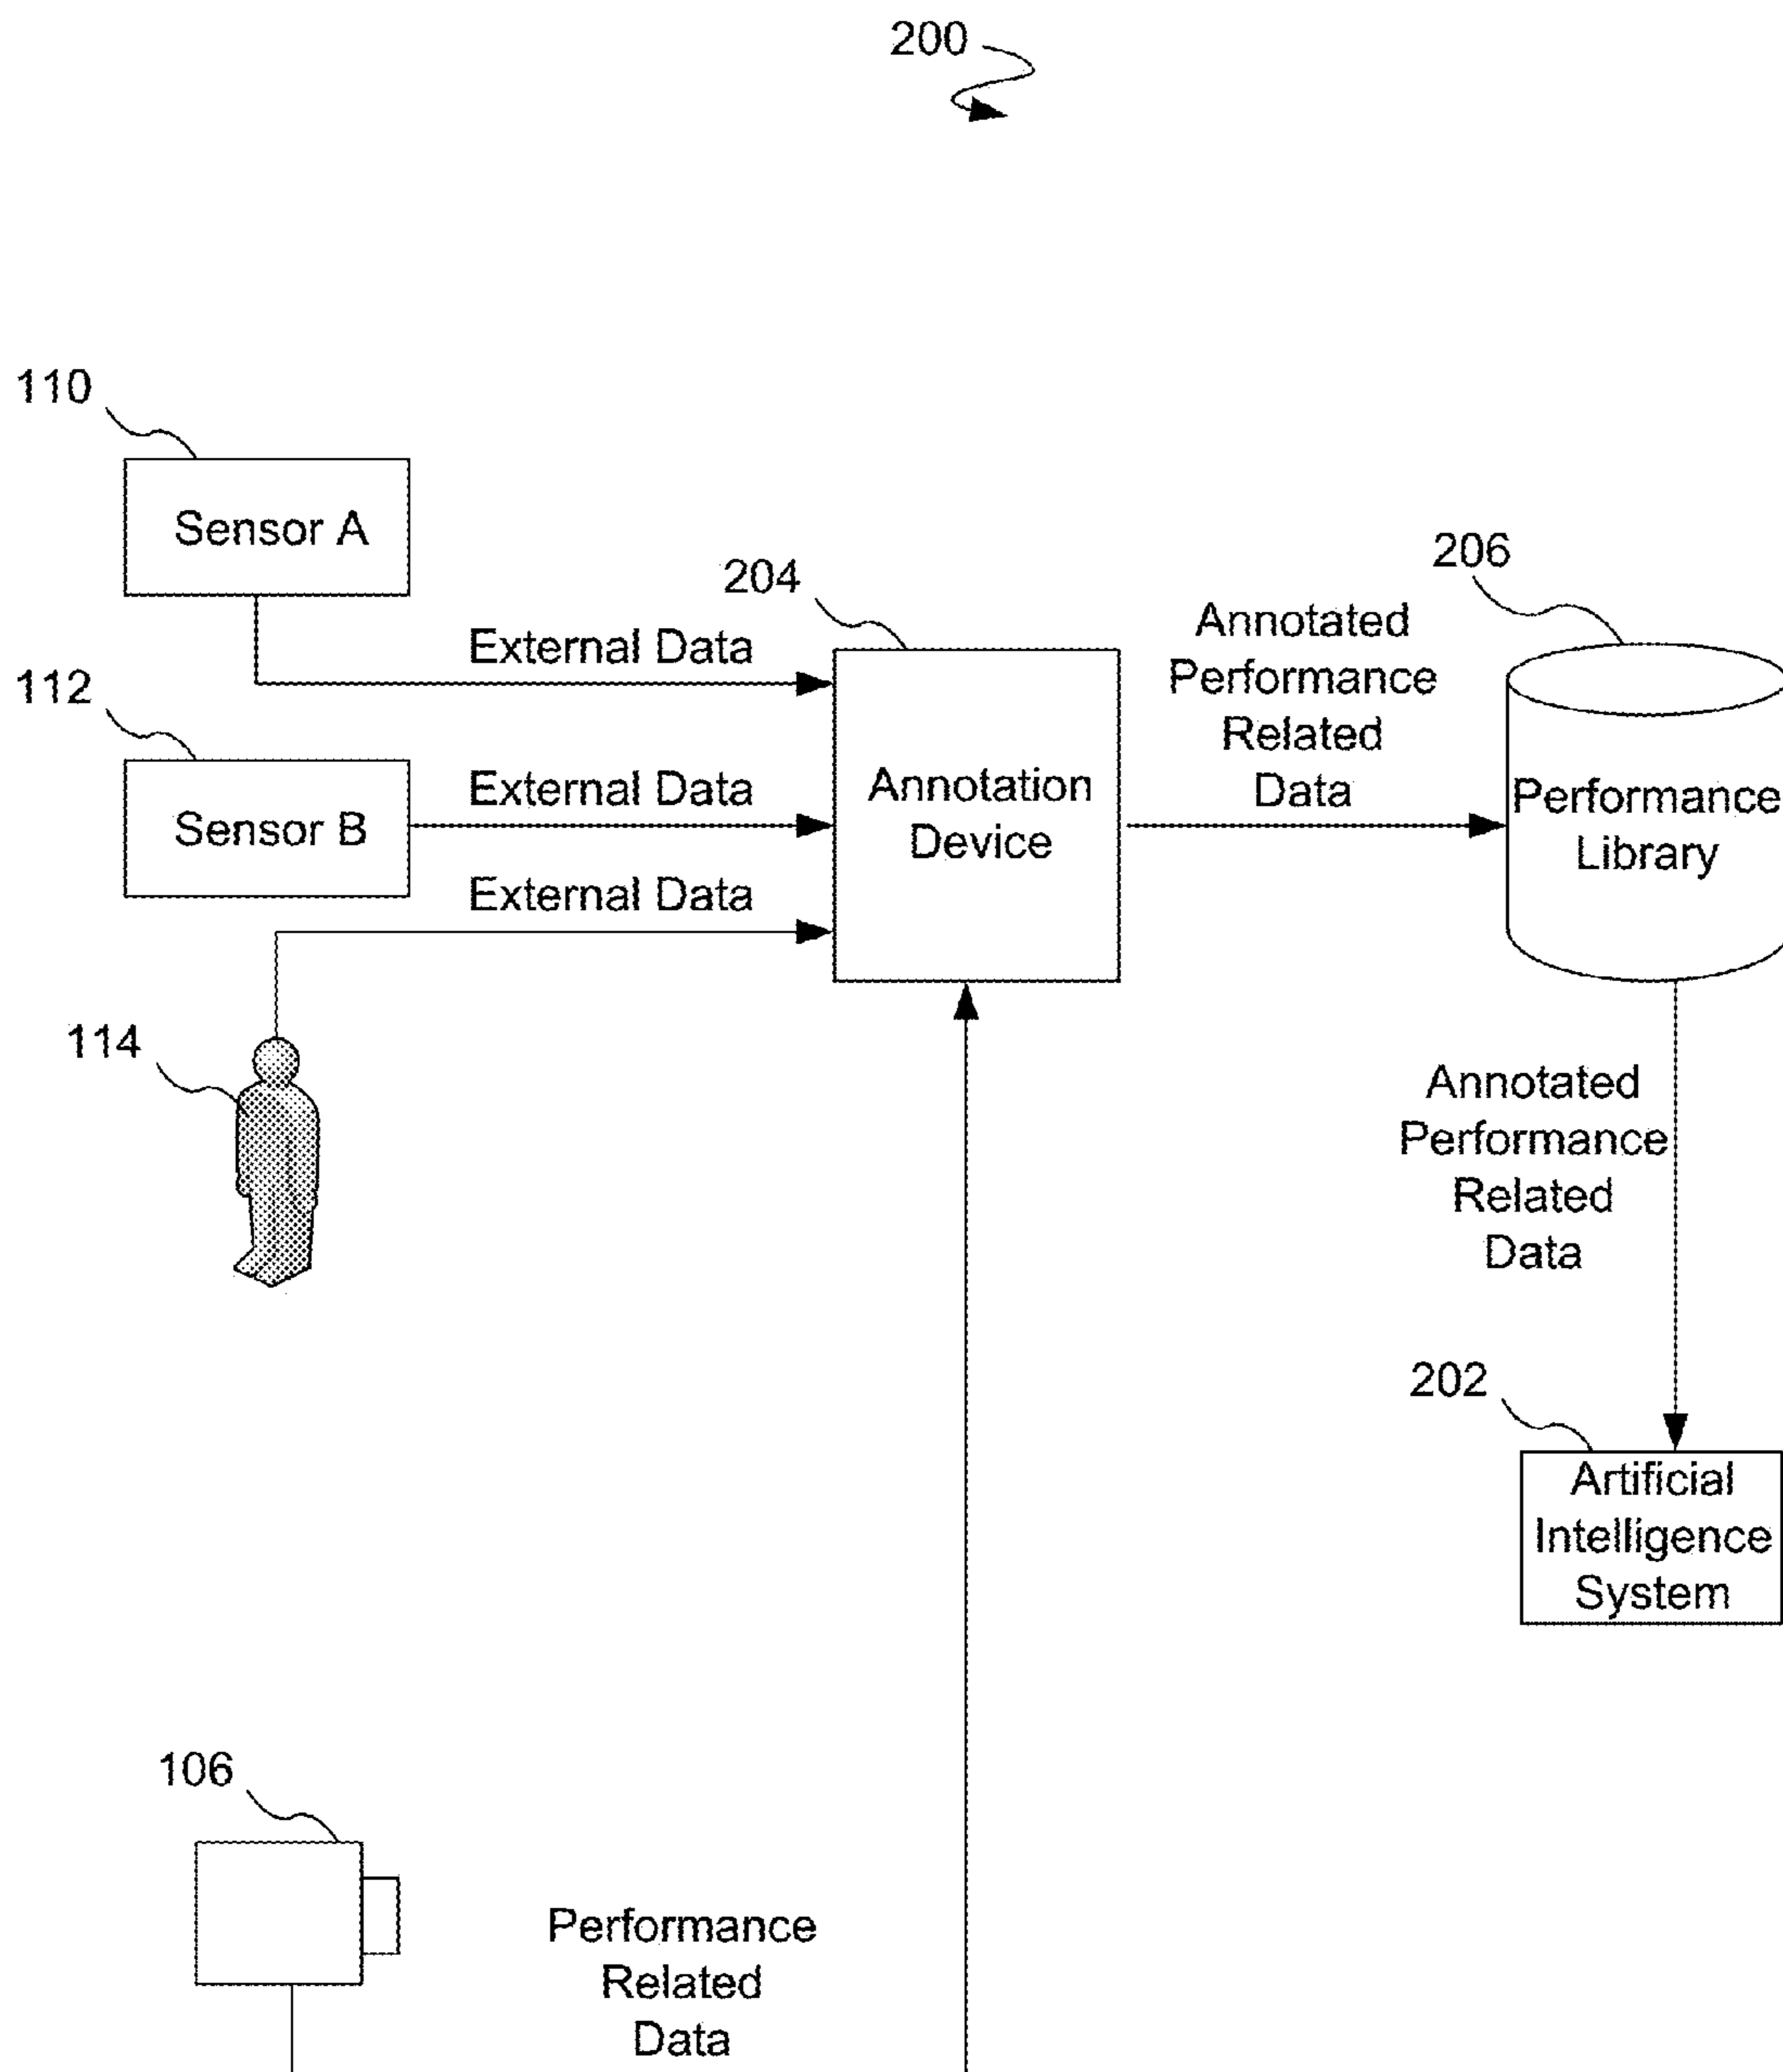 200
110
Sensor A
External Data
112
Sensor B
External Data
External Data
114
204
Annotation
Device
Annotated
Performance
Related
Data
206
Performance
Library
Annotated
Performance
Related
Data
202
Artificial
Intelligence
System
106
Performance
Related
Data